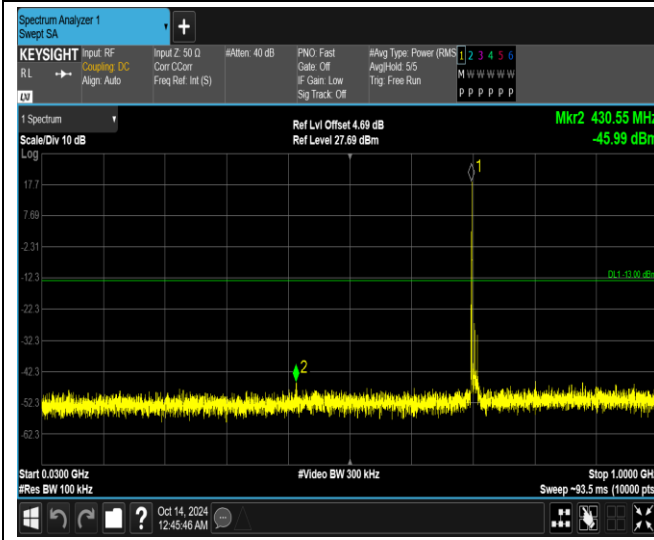 Spectrum Analyzer 1
Swept SA
+
KEYSIGHT
RL
LXI
Input: RF
Coupling: DC
Align: Auto
Input Z: 50 Ω
Corr CCorr
Freq Ref: Int (S)
#Atten: 40 dB
PNO: Fast
Gate: Off
IF Gain: Low
Sig Track: Off
#Avg Type: Power (RMS
Avg|Hold: 5/5
Trig: Free Run
1 2 3 4 5 6
M W W W W W
P P P P P P
1 Spectrum
Scale/Div 10 dB
Log
Ref Lvl Offset 4.69 dB
Ref Level 27.69 dBm
Mkr2 430.55 MHz
-45.99 dBm
1
17.7
7.69
-2.31
-12.3
DL1 -13.00 dBm
-22.3
-32.3
-42.3
2
-52.3
-62.3
Start 0.0300 GHz
#Res BW 100 kHz
#Video BW 300 kHz
Stop 1.0000 GH
Sweep ~93.5 ms (10000 pts
?
Oct 14, 2024
12:45:46 AM